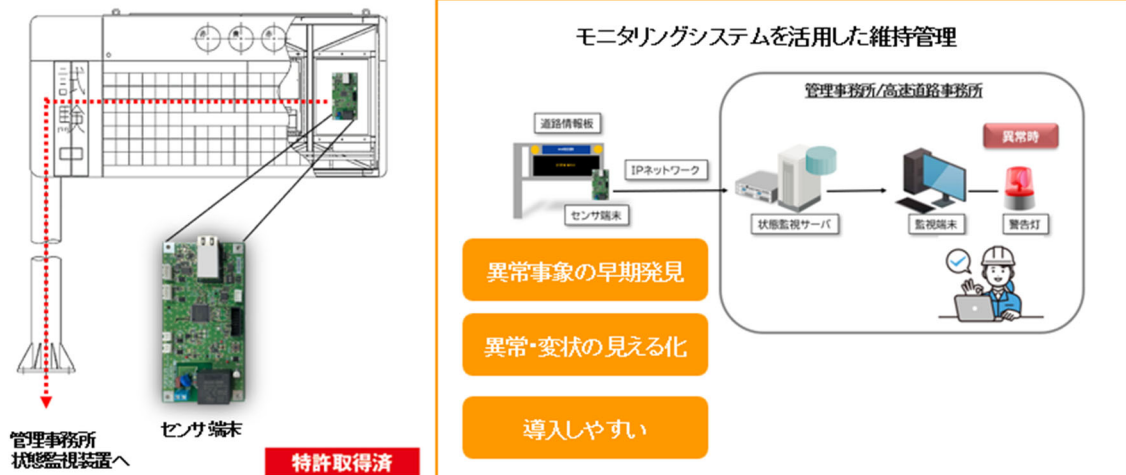 試験中
管理事務所
状態監視装置へ
センサ端末
特許取得済
モニタリングシステムを活用した維持管理
管理事務所/高速道路事務所
道路情報板
センサ端末
IPネットワーク
状態監視サーバ
監視端末
異常時
警告灯
異常事象の早期発見
異常・変状の見える化
導入しやすい